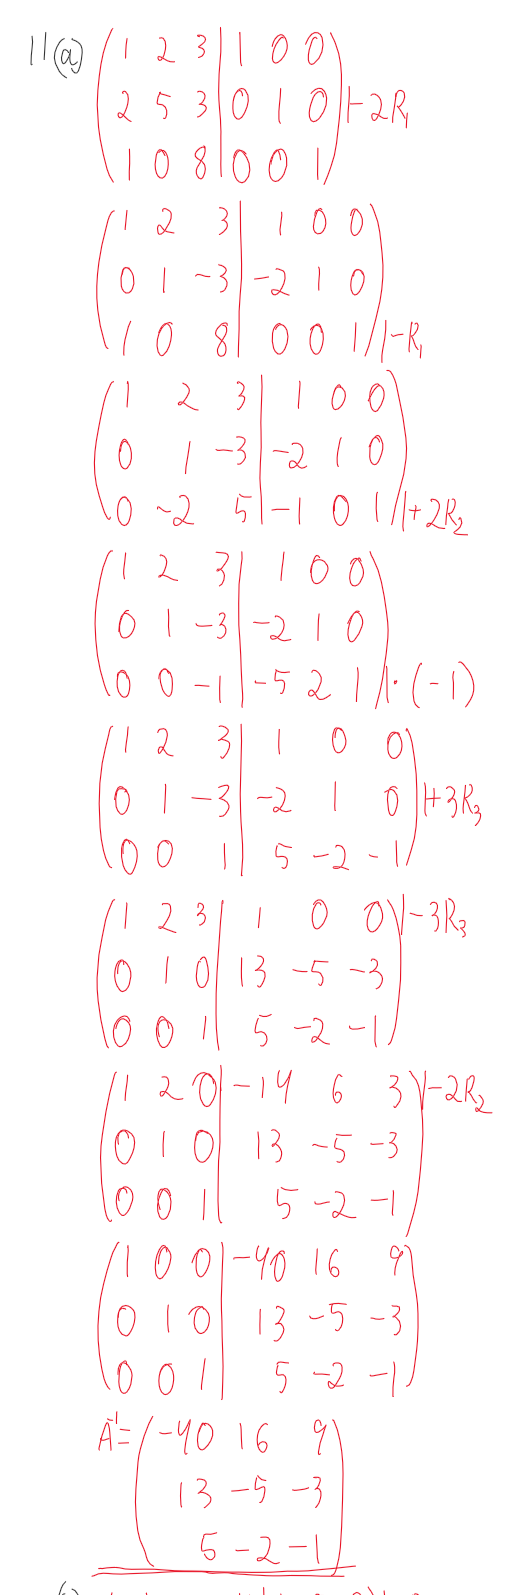 11(a) ( 1 2 3 | 1 0 0 )
( 2 5 3 | 0 1 0 ) |-2R₁
( 1 0 8 | 0 0 1 )
( 1 2 3 | 1 0 0 )
( 0 1 -3 | -2 1 0 )
( 1 0 8 | 0 0 1 ) |-R₁
( 1 2 3 | 1 0 0 )
( 0 1 -3 | -2 1 0 )
( 0 -2 5 | -1 0 1 ) |+2R₂
( 1 2 3 | 1 0 0 )
( 0 1 -3 | -2 1 0 )
( 0 0 -1 | -5 2 1 ) |·(-1)
( 1 2 3 | 1 0 0 )
( 0 1 -3 | -2 1 0 ) |+3R₃
( 0 0 1 | 5 -2 -1 )
( 1 2 3 | 1 0 0 ) |-3R₃
( 0 1 0 | 13 -5 -3 )
( 0 0 1 | 5 -2 -1 )
( 1 2 0 | -14 6 3 ) |-2R₂
( 0 1 0 | 13 -5 -3 )
( 0 0 1 | 5 -2 -1 )
( 1 0 0 | -40 16 9 )
( 0 1 0 | 13 -5 -3 )
( 0 0 1 | 5 -2 -1 )
A⁻¹= ( -40 16 9 )
( 13 -5 -3 )
( 5 -2 -1 )